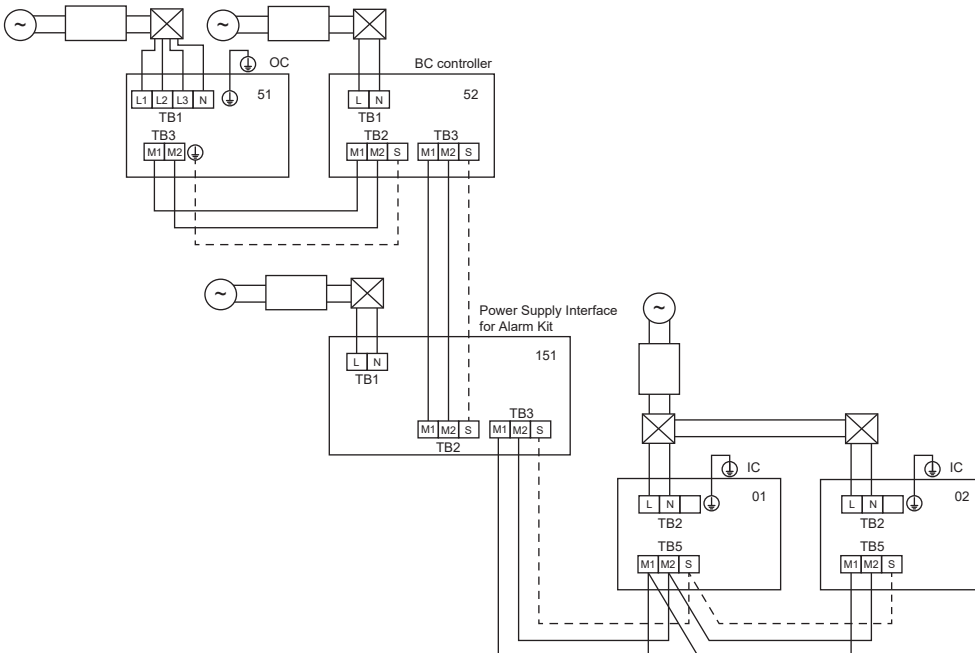 ~
~
OC
BC controller
51
52
L1 L2 L3 N
L N
TB1
TB1
TB3
TB2
TB3
M1 M2
M1 M2 S
M1 M2 S
~
Power Supply Interface
for Alarm Kit
~
151
L N
TB1
TB3
M1 M2 S
M1 M2 S
TB2
IC
IC
01
02
L N
L N
TB2
TB2
TB5
TB5
M1 M2 S
M1 M2 S